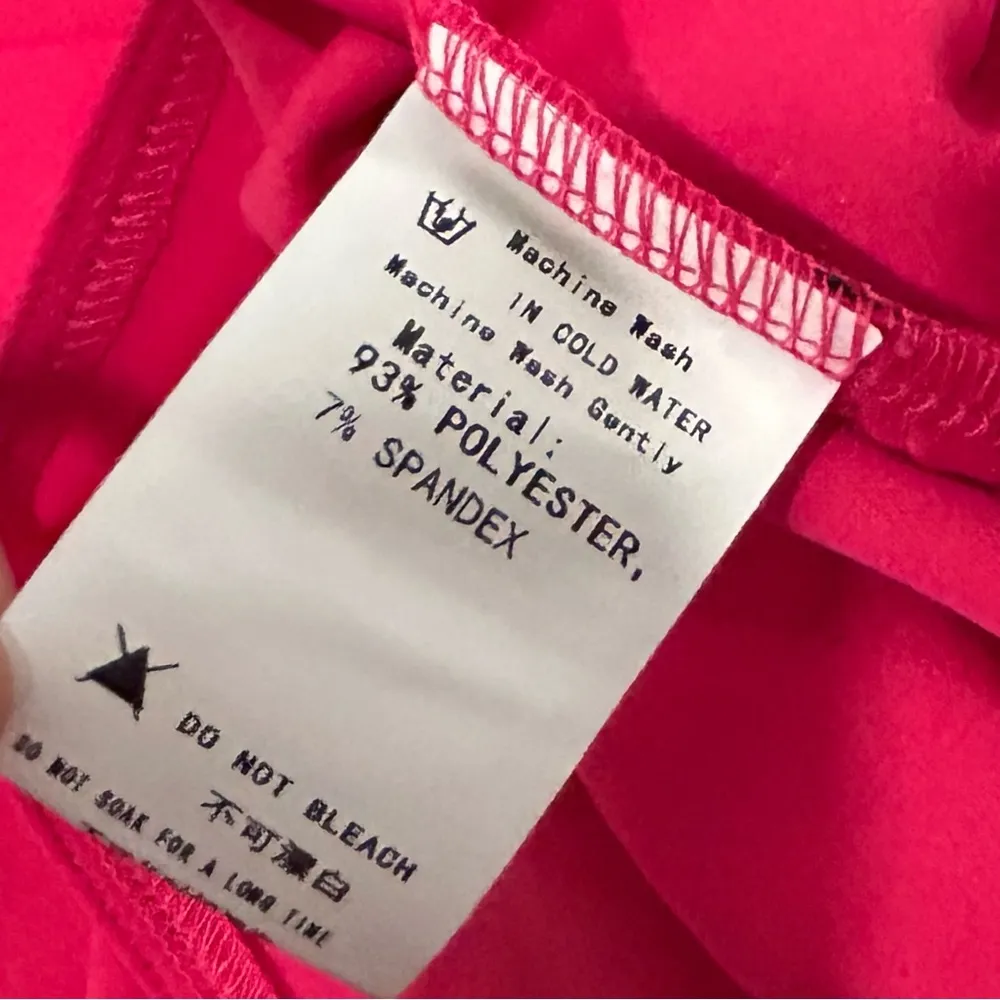 Machine Wash
IN COLD WATER
Machine Wash Gently
Material:
93% POLYESTER,
7% SPANDEX
DO NOT BLEACH
不可漂白
DO NOT SOAK FOR A LONG TIME